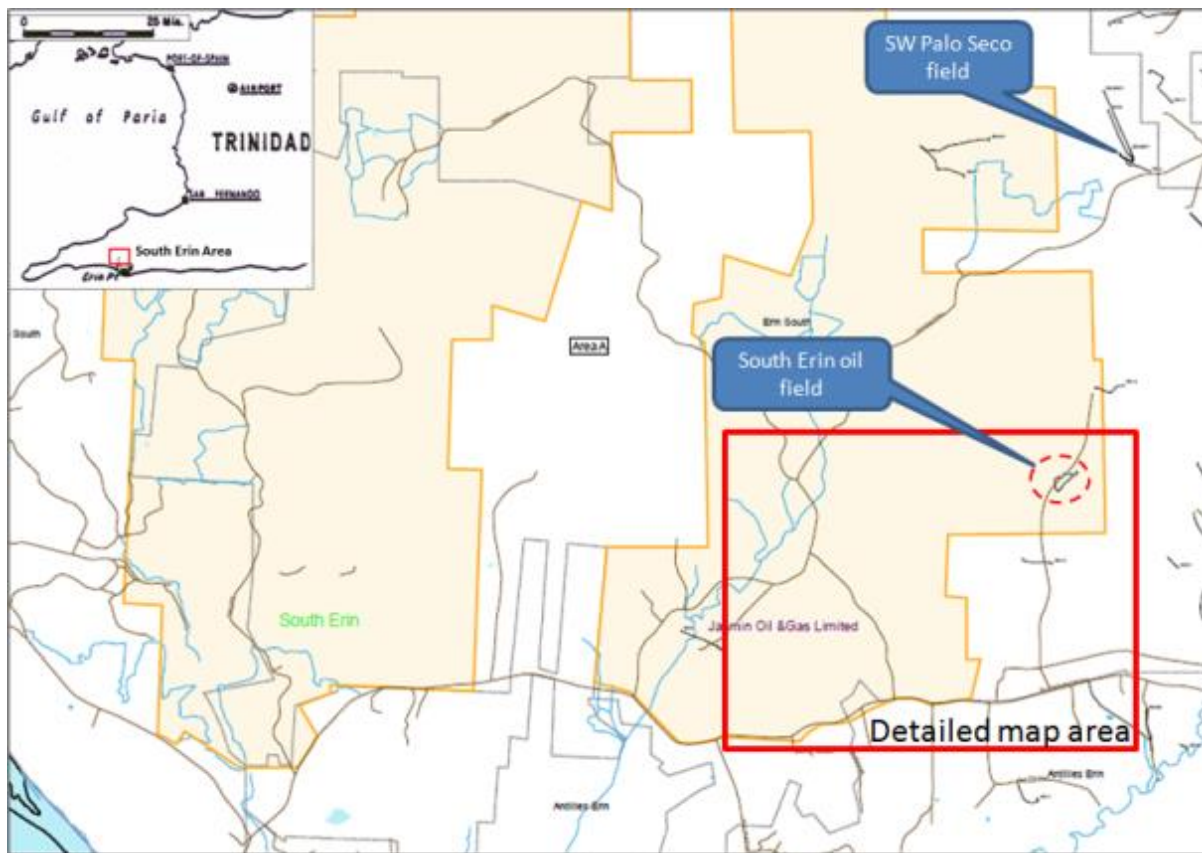 0 25 Mls.
PORT-OF-SPAIN
AIRPORT
Gulf of Paria
TRINIDAD
SAN FERNANDO
South Erin Area
Erin Pt
SW Palo Seco
field
South
Erin South
Area A
South Erin oil
field
South Erin
Jasmin Oil &Gas Limited
Detailed map area
Antilles Erin
Antilles Erin